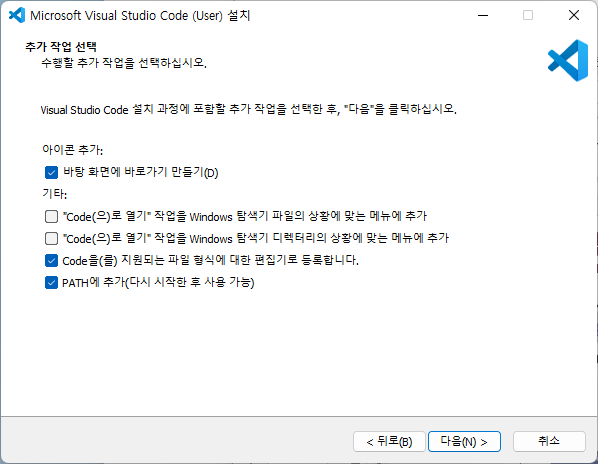 Microsoft Visual Studio Code (User) 설치
추가 작업 선택
수행할 추가 작업을 선택하십시오.
Visual Studio Code 설치 과정에 포함할 추가 작업을 선택한 후, "다음"을 클릭하십시오.
아이콘 추가:
바탕 화면에 바로가기 만들기(D)
기타:
"Code(으)로 열기" 작업을 Windows 탐색기 파일의 상황에 맞는 메뉴에 추가
"Code(으)로 열기" 작업을 Windows 탐색기 디렉터리의 상황에 맞는 메뉴에 추가
Code을(를) 지원되는 파일 형식에 대한 편집기로 등록합니다.
PATH에 추가(다시 시작한 후 사용 가능)
< 뒤로(B) 다음(N) > 취소